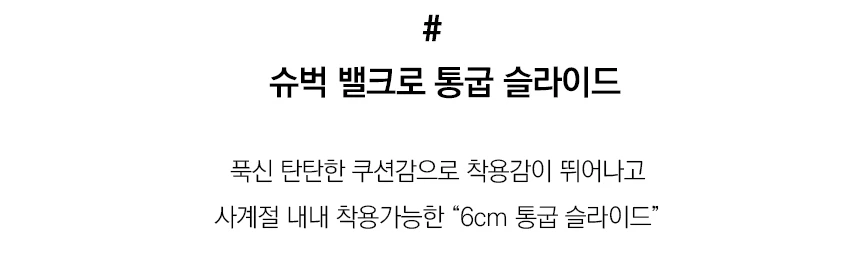 #
슈벅 밸크로 통굽 슬라이드
푹신 탄탄한 쿠션감으로 착용감이 뛰어나고
사계절 내내 착용가능한 “6cm 통굽 슬라이드”